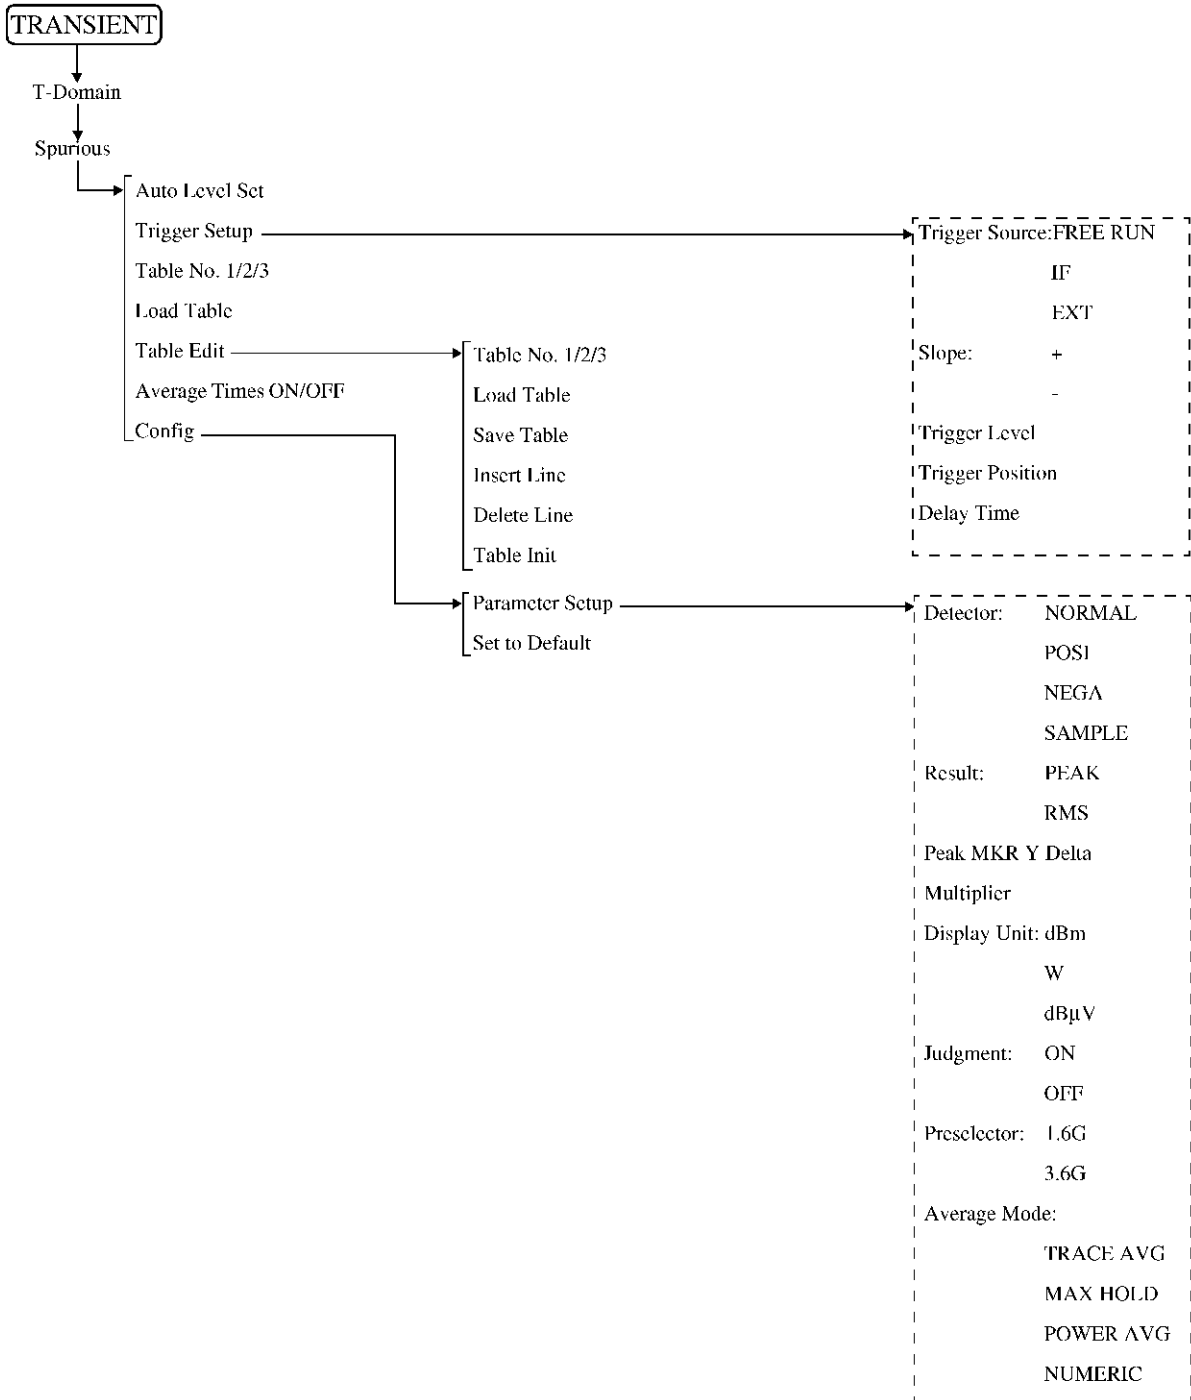 TRANSIENT
T-Domain
Spurious
Auto Level Set
Trigger Setup
Table No. 1/2/3
Load Table
Table Edit
Average Times ON/OFF
Config
Table No. 1/2/3
Load Table
Save Table
Insert Line
Delete Line
Table Init
Parameter Setup
Set to Default
Trigger Source:FREE RUN
IF
EXT
Slope: +
-
Trigger Level
Trigger Position
Delay Time
Detector: NORMAL
POSI
NEGA
SAMPLE
Result: PEAK
RMS
Peak MKR Y Delta
Multiplier
Display Unit: dBm
W
dBµV
Judgment: ON
OFF
Preselector: 1.6G
3.6G
Average Mode:
TRACE AVG
MAX HOLD
POWER AVG
NUMERIC